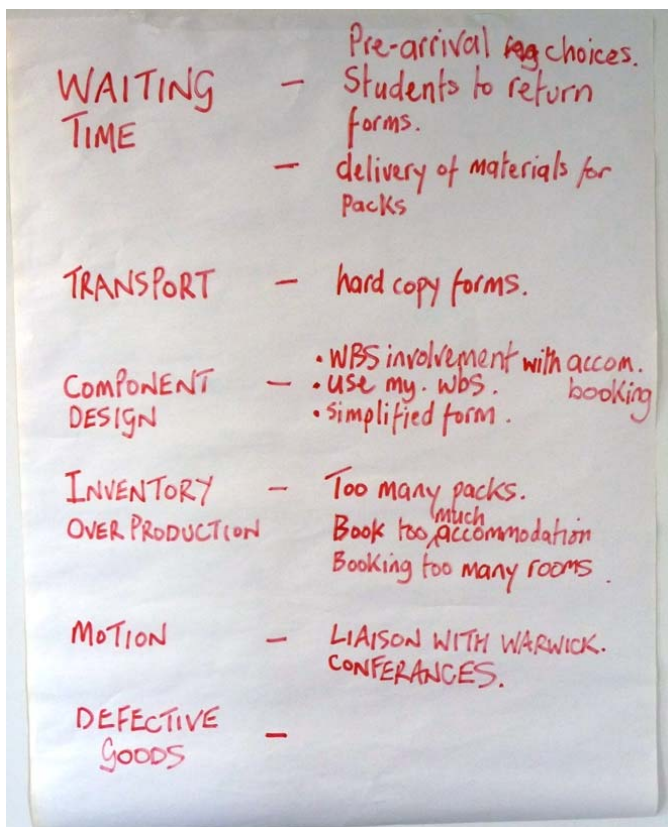 Pre-arrival choices.
WAITING - Students to return
TIME forms.
- delivery of materials for
packs
TRANSPORT - hard copy forms.
• WBS involvement with accom.
COMPONENT - • use my. wbs. booking
DESIGN • simplified form.
INVENTORY - Too many packs.
OVER PRODUCTION Book too much accommodation
Booking too many rooms.
MOTION - LIAISON WITH WARWICK.
CONFERANCES.
DEFECTIVE -
GOODS